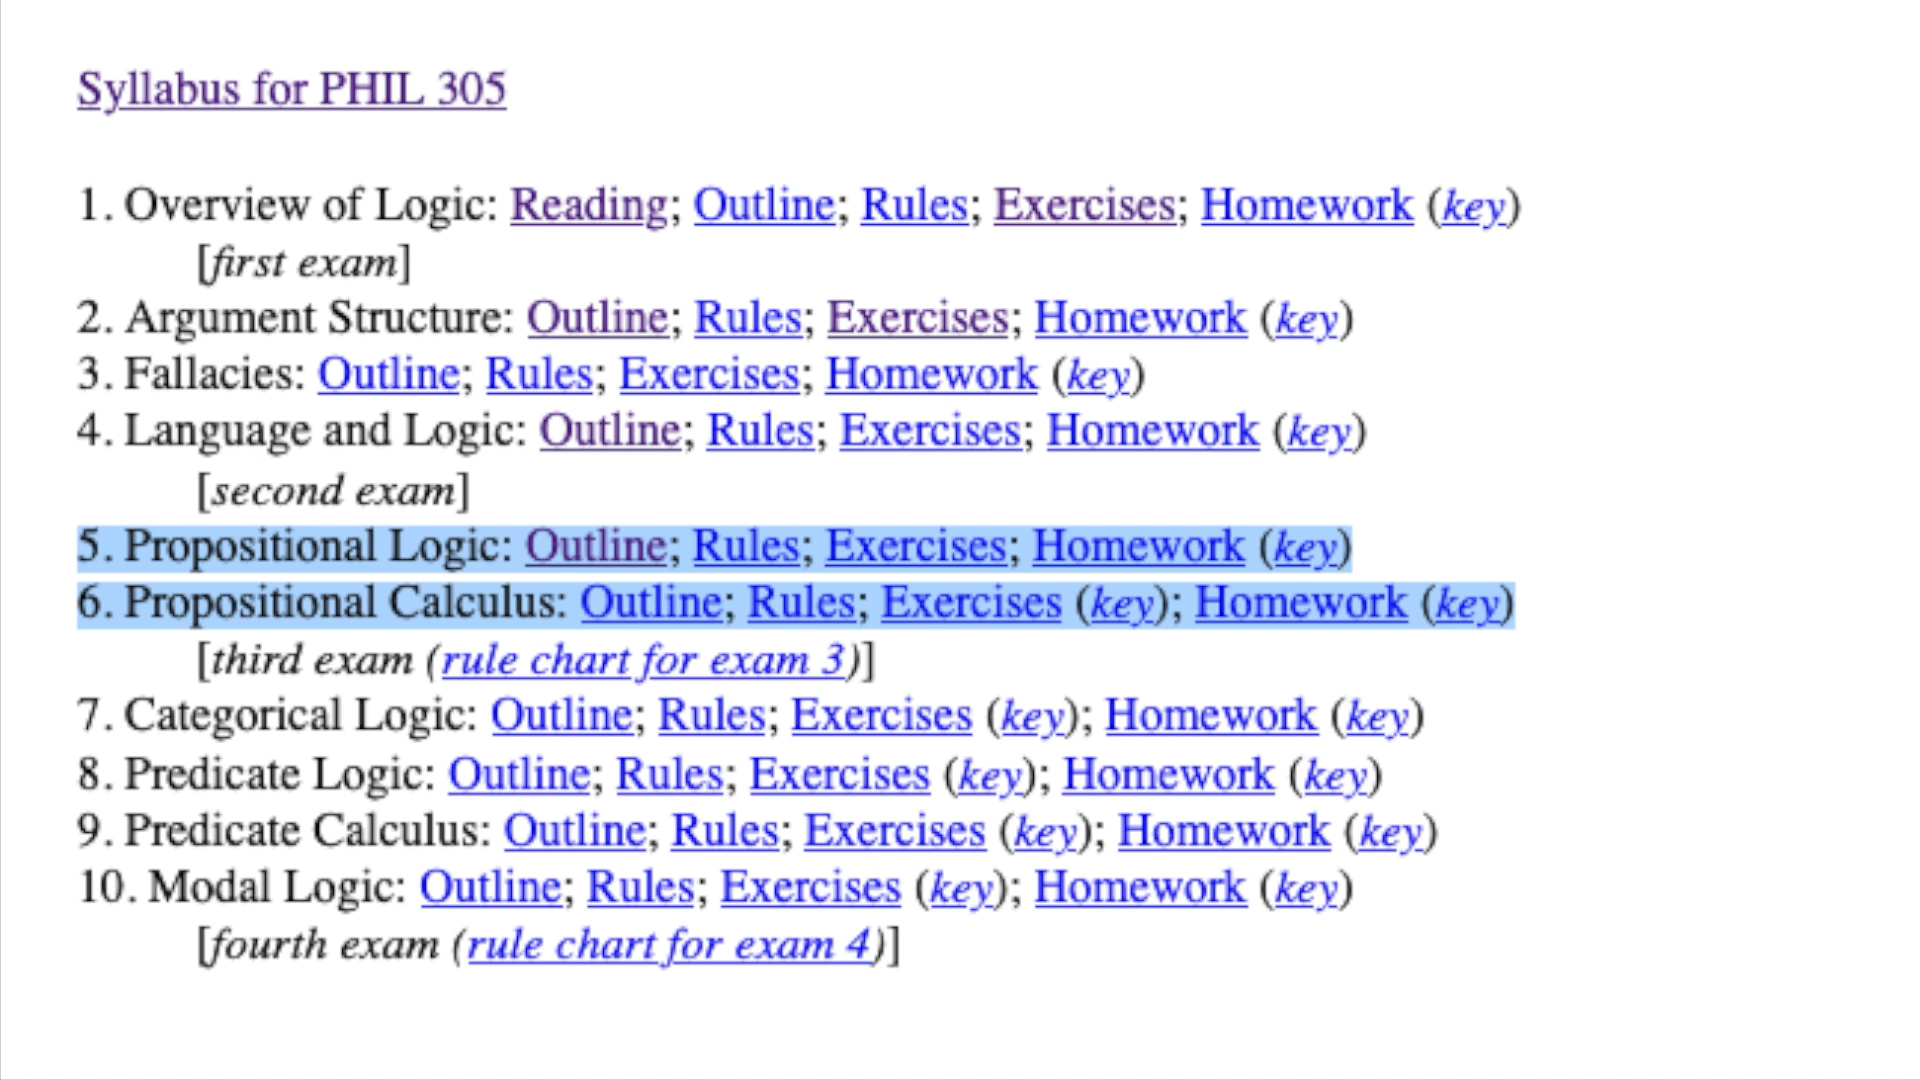 Syllabus for PHIL 305
1. Overview of Logic: Reading; Outline; Rules; Exercises; Homework (key)
[first exam]
2. Argument Structure: Outline; Rules; Exercises; Homework (key)
3. Fallacies: Outline; Rules; Exercises; Homework (key)
4. Language and Logic: Outline; Rules; Exercises; Homework (key)
[second exam]
5. Propositional Logic: Outline; Rules; Exercises; Homework (key)
6. Propositional Calculus: Outline; Rules; Exercises (key); Homework (key)
[third exam (rule chart for exam 3)]
7. Categorical Logic: Outline; Rules; Exercises (key); Homework (key)
8. Predicate Logic: Outline; Rules; Exercises (key); Homework (key)
9. Predicate Calculus: Outline; Rules; Exercises (key); Homework (key)
10. Modal Logic: Outline; Rules; Exercises (key); Homework (key)
[fourth exam (rule chart for exam 4)]